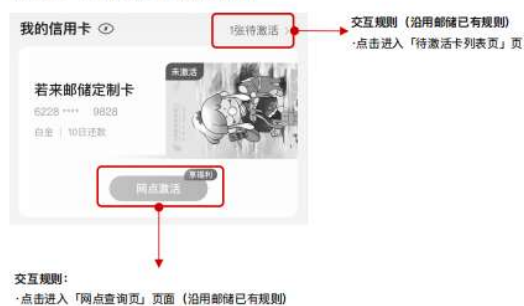 我的信用卡
1张待激活 >
交互规则（沿用邮储已有规则）
·点击进入「待激活卡列表页」页
未激活
若来邮储定制卡
6228 **** 9828
白金 | 10日还款
享福利
网点激活
交互规则：
·点击进入「网点查询页」页面（沿用邮储已有规则）